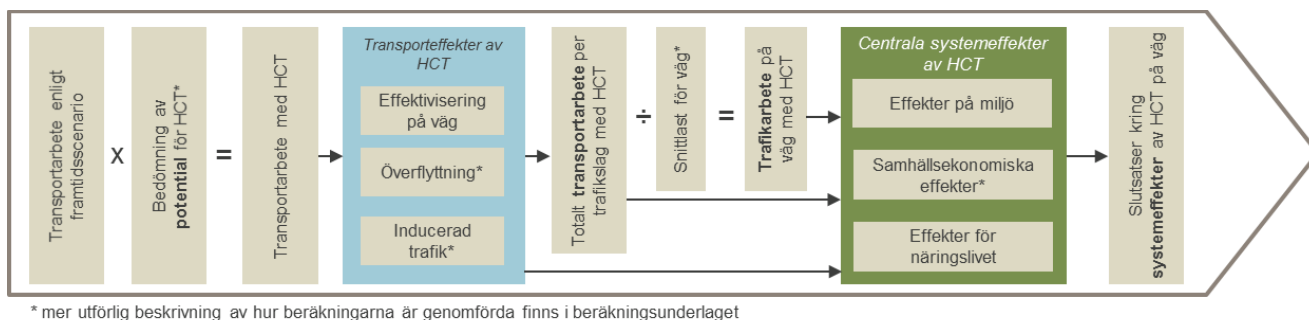 Transportarbete enligt
framtidsscenario
x
Bedömning av
potential för HCT*
=
Transportarbete med HCT
Transporteffekter av
HCT
Effektivisering
på väg
Överflyttning*
Inducerad
trafik*
Totalt transportarbete per
trafikslag med HCT
÷
Snittlast för väg*
=
Trafikarbete på
väg med HCT
Centrala systemeffekter
av HCT
Effekter på miljö
Samhällsekonomiska
effekter*
Effekter för
näringslivet
Slutsatser kring
systemeffekter av HCT på väg
* mer utförlig beskrivning av hur beräkningarna är genomförda finns i beräkningsunderlaget